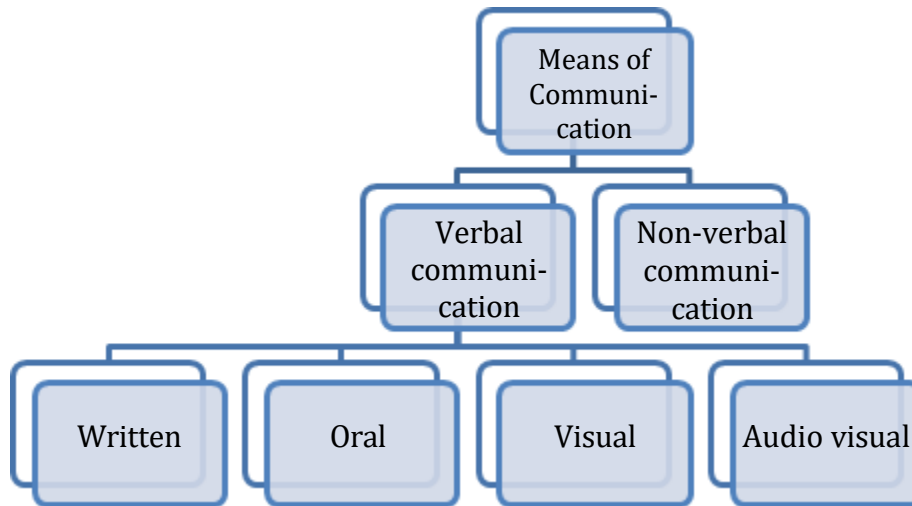 Means of
Communi-
cation
Verbal
communi-
cation
Non-verbal
communi-
cation
Written
Oral
Visual
Audio visual